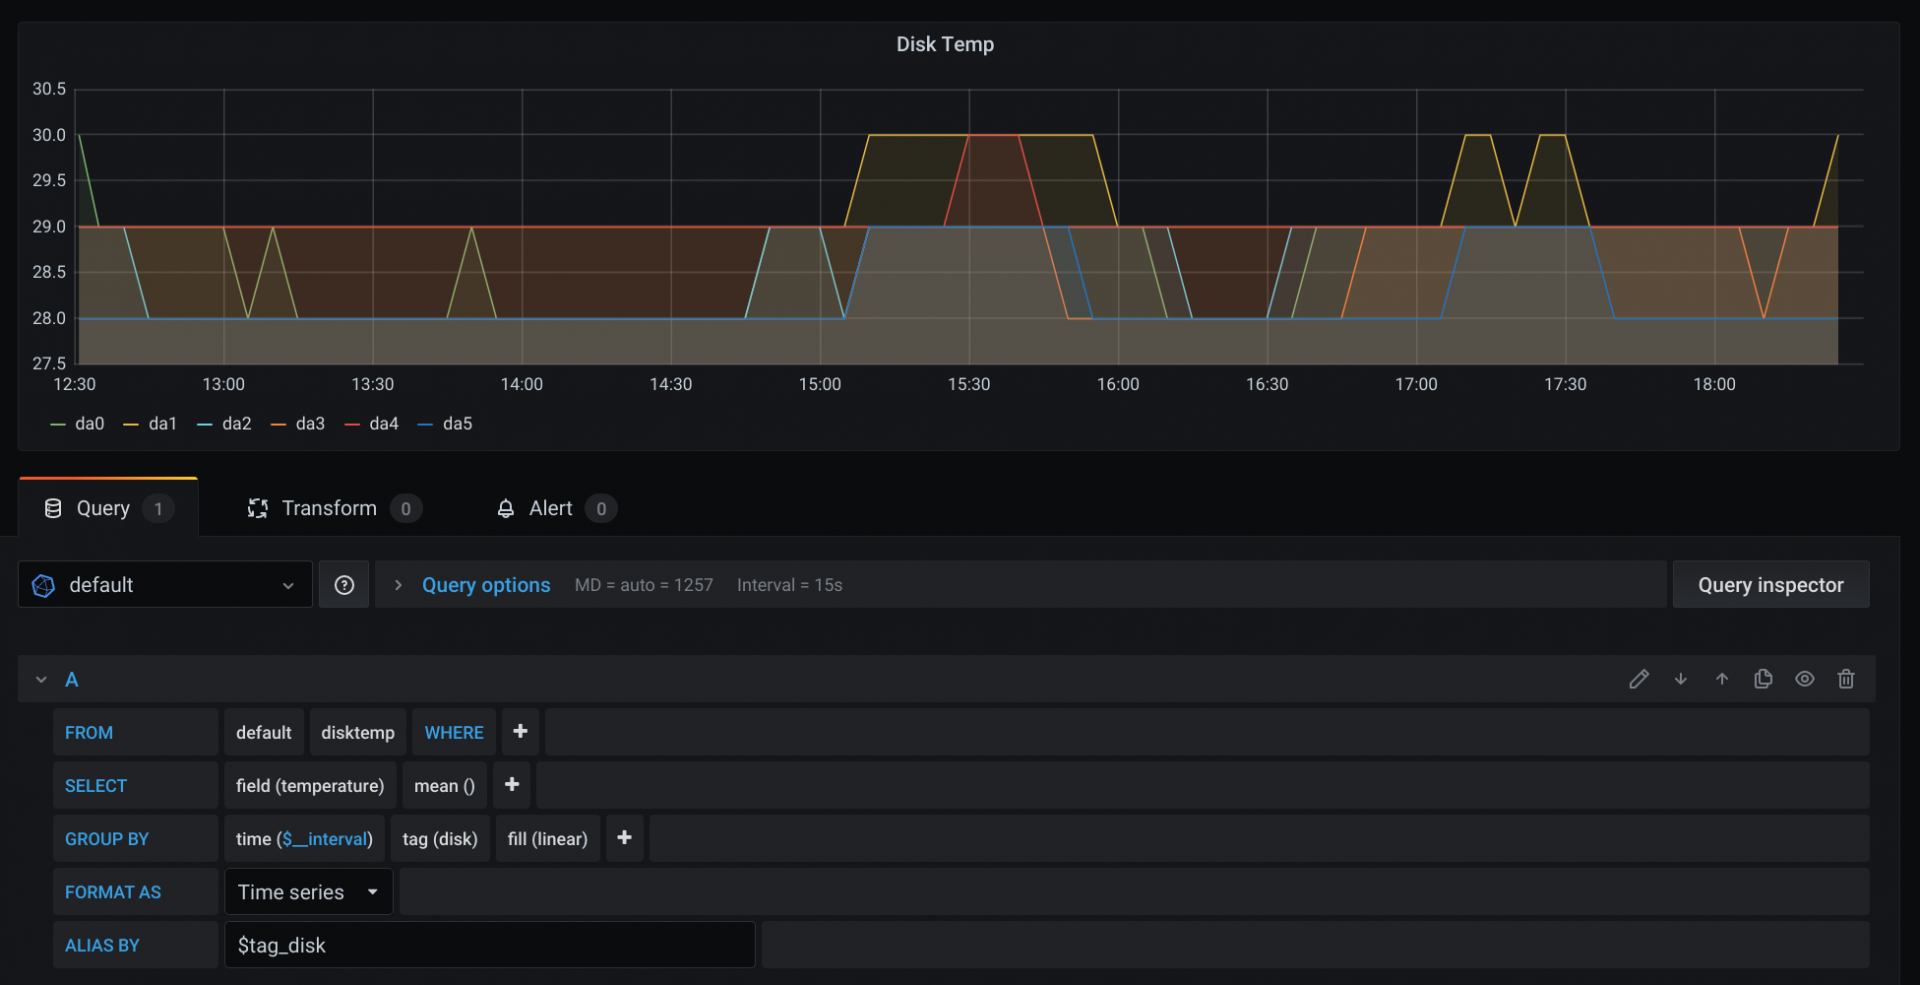 Disk Temp
30.5
30.0
29.5
29.0
28.5
28.0
27.5
12:30 13:00 13:30 14:00 14:30 15:00 15:30 16:00 16:30 17:00 17:30 18:00
da0 da1 da2 da3 da4 da5
Query 1 Transform 0 Alert 0
default Query options MD = auto = 1257 Interval = 15s Query inspector
A
FROM default disktemp WHERE +
SELECT field (temperature) mean () +
GROUP BY time ($__interval) tag (disk) fill (linear) +
FORMAT AS Time series
ALIAS BY $tag_disk